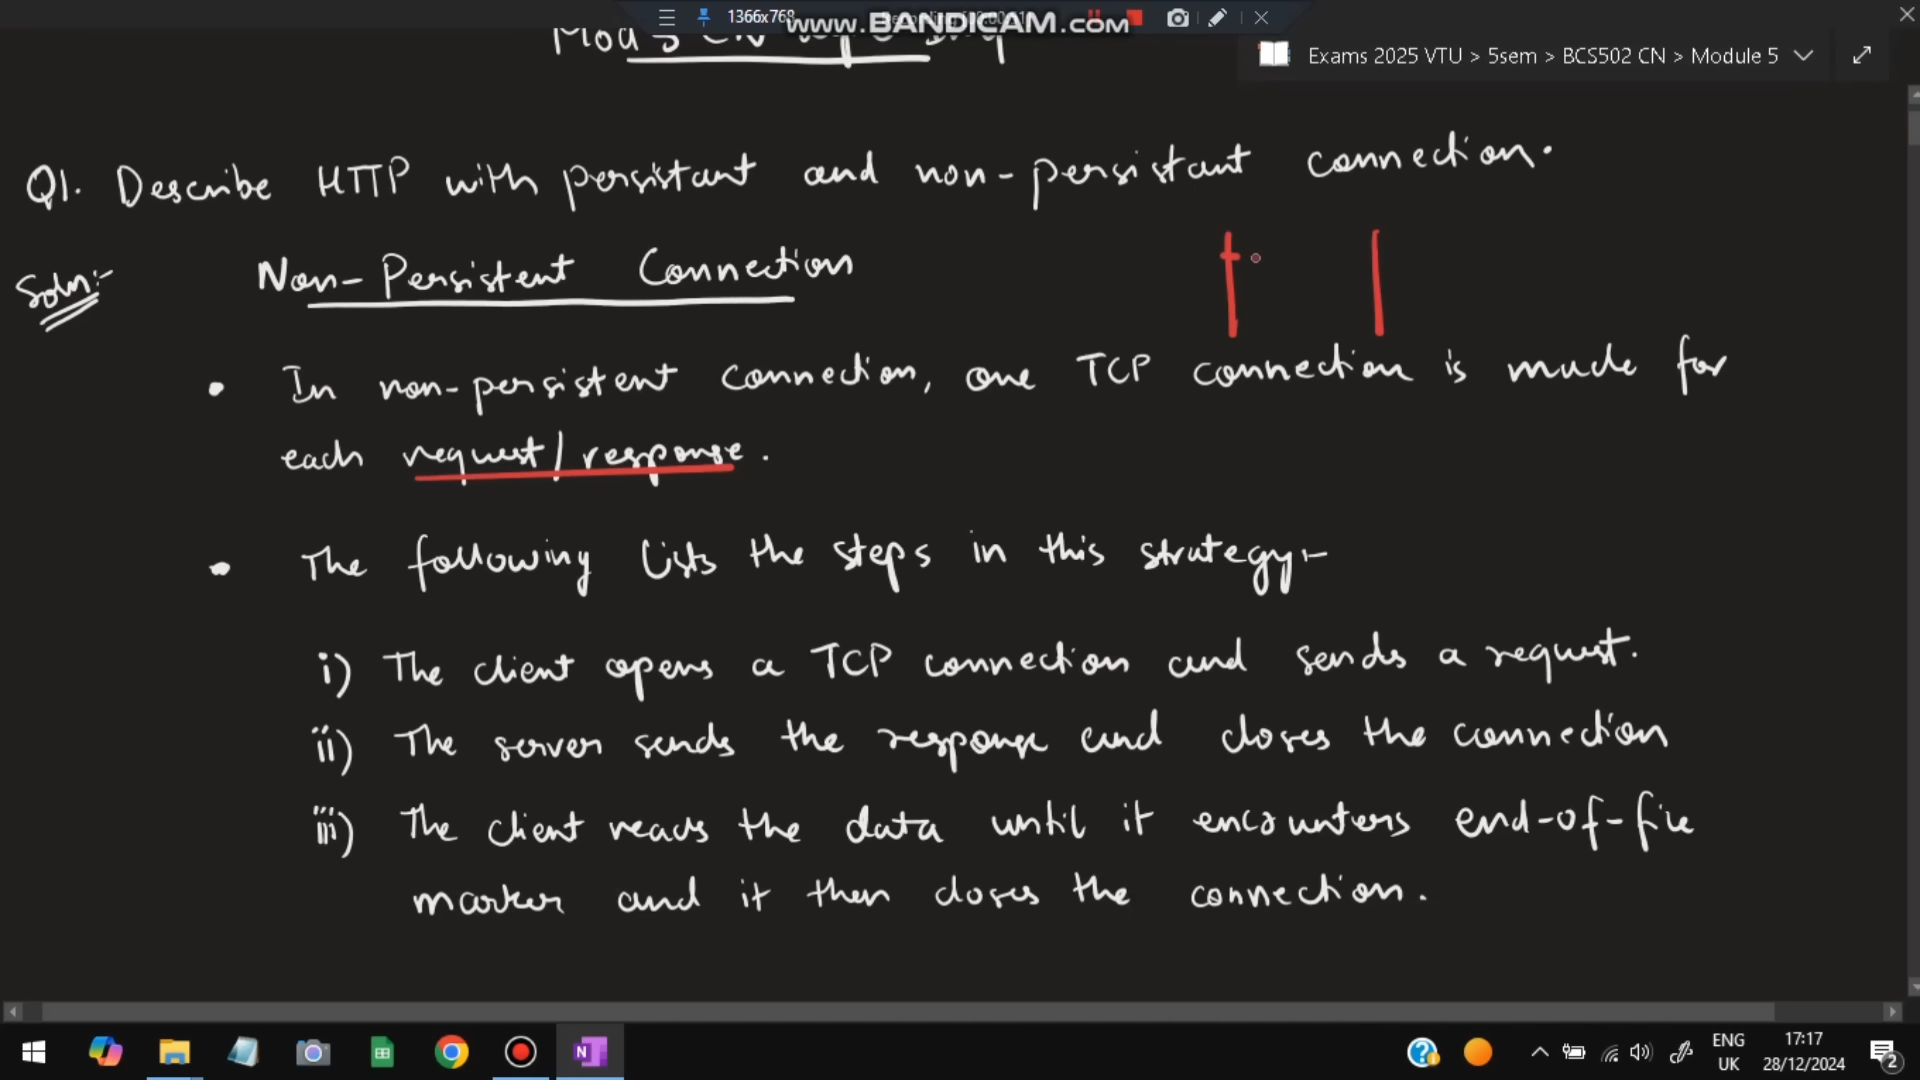 1366x768
www.BANDICAM.com
Exams 2025 VTU > 5sem > BCS502 CN > Module 5
Q1. Describe HTTP with persistant and non-persistant connection.
Soln:-
Non-Persistent Connection
• In non-persistent connection, one TCP connection is made for
each request/response.
• The following lists the steps in this strategy:-
i) The client opens a TCP connection and sends a request.
ii) The server sends the response and closes the connection
iii) The client reads the data until it encounters end-of-file
marker and it then closes the connection.
ENG
UK
17:17
28/12/2024
2